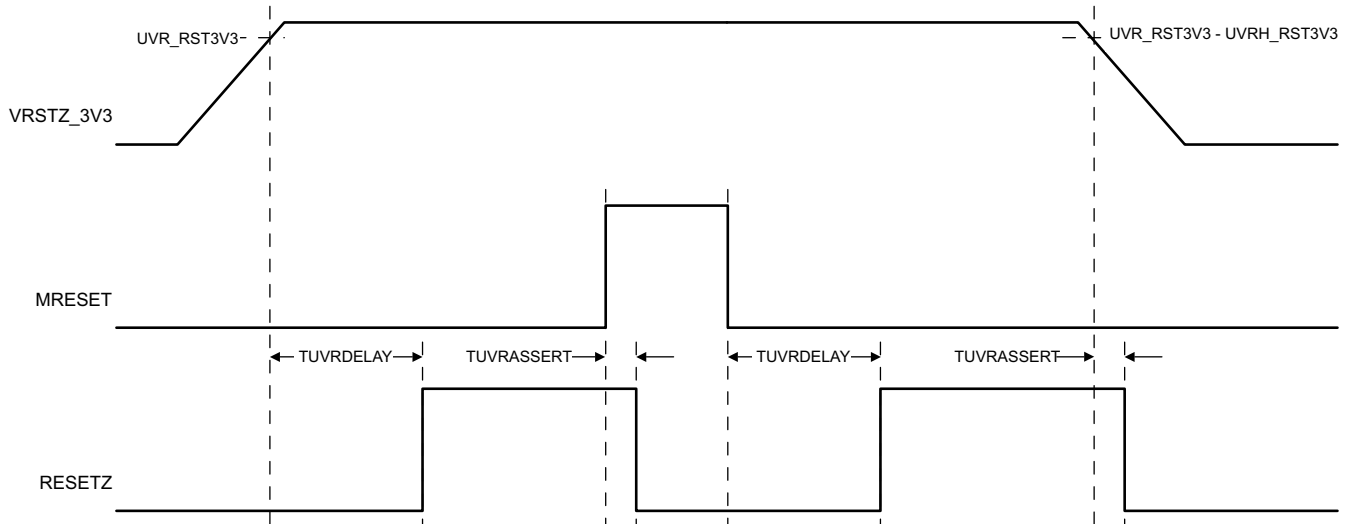 UVR_RST3V3
UVR_RST3V3 - UVRH_RST3V3
VRSTZ_3V3
MRESET
TUVRDELAY
TUVRASSERT
TUVRDELAY
TUVRASSERT
RESETZ